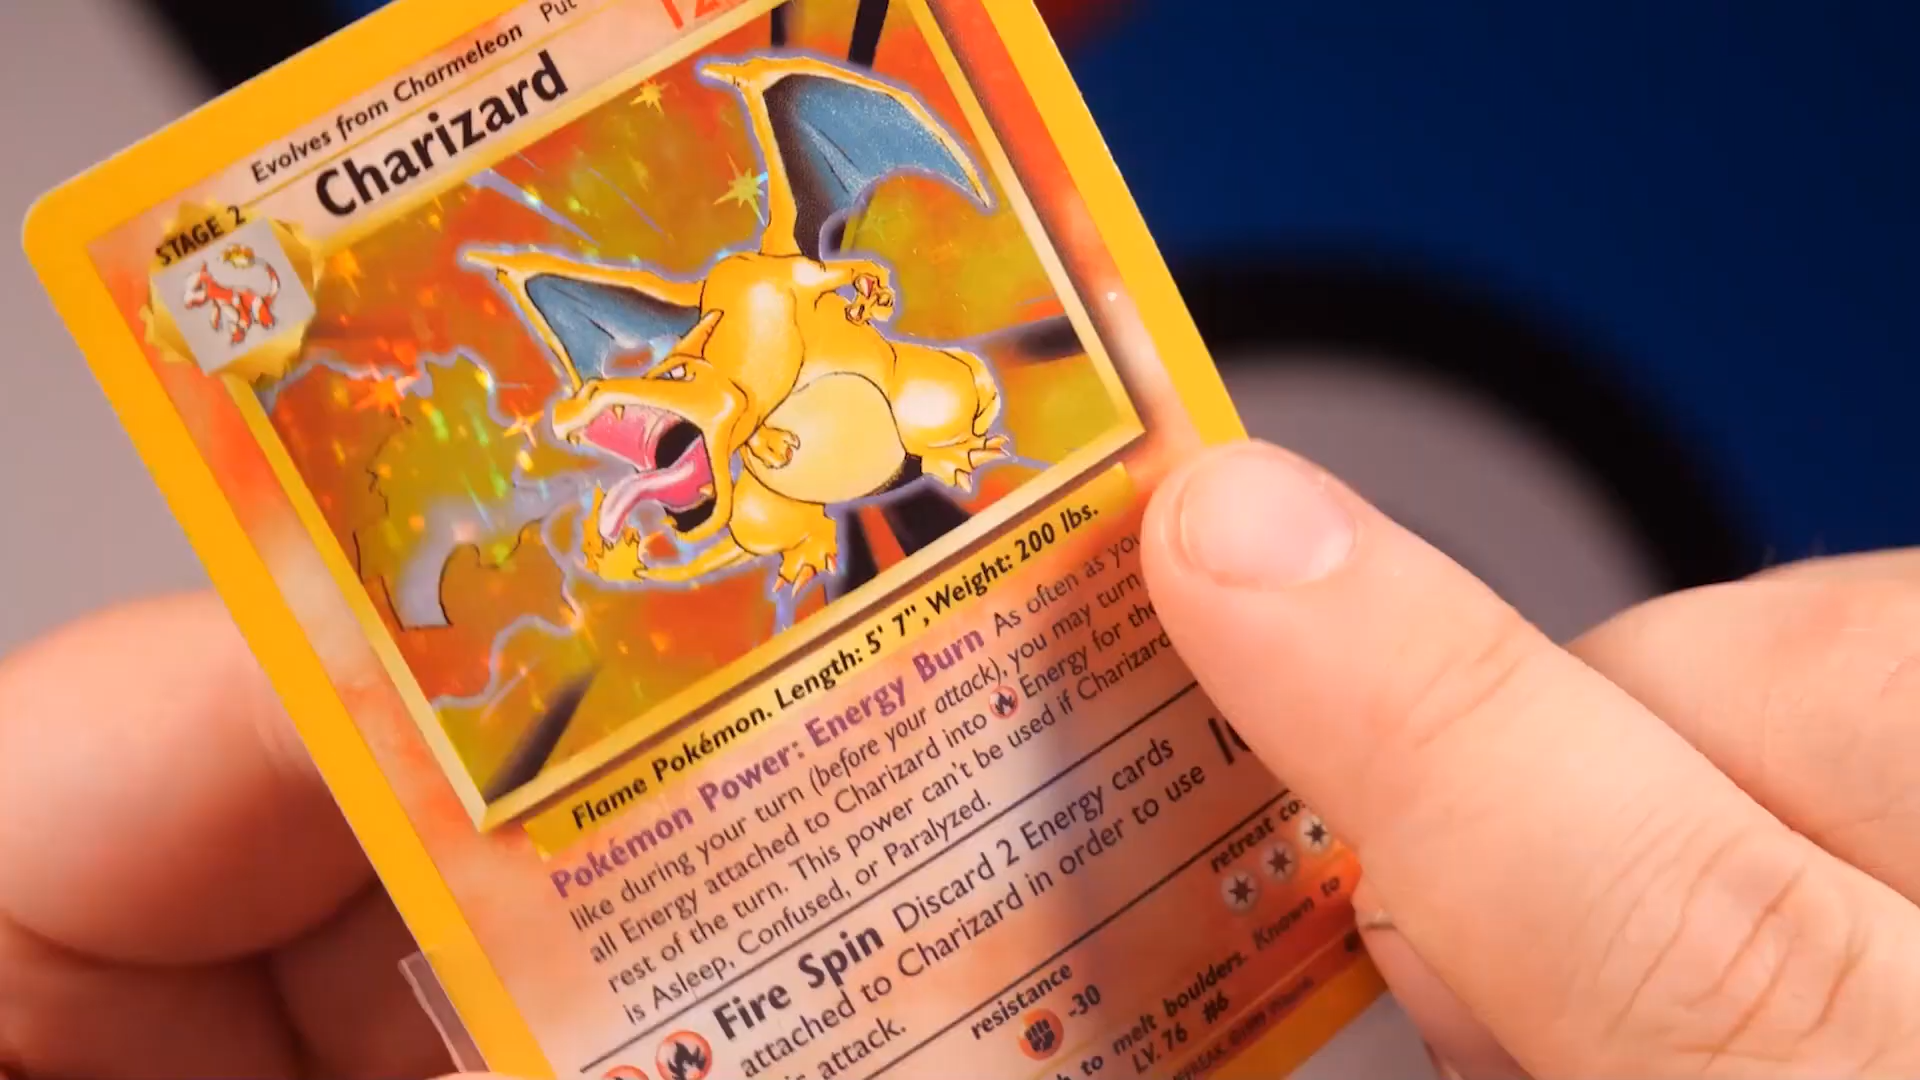 Evolves from Charmeleon Put
Charizard
STAGE 2
Flame Pokémon. Length: 5' 7", Weight: 200 lbs.
Pokémon Power: Energy Burn As often as you
like during your turn (before your attack), you may turn
all Energy attached to Charizard into Energy for the
rest of the turn. This power can't be used if Charizard
is Asleep, Confused, or Paralyzed.
Fire Spin Discard 2 Energy cards
attached to Charizard in order to use
attack.
retreat
resistance
-30
to melt boulders. Known to
LV. 76 #6